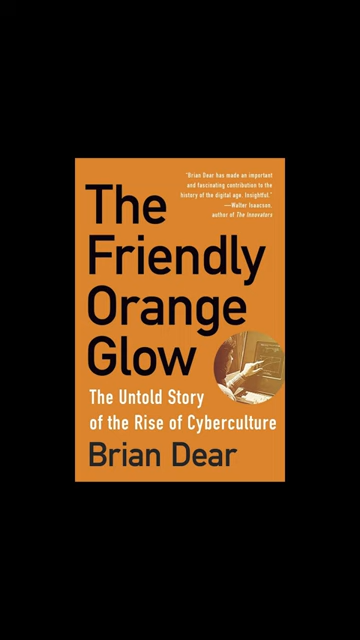 "Brian Dear has made an important
and fascinating contribution to the
history of the digital age. Insightful."
—Walter Isaacson,
author of The Innovators
The
Friendly
Orange
Glow
The Untold Story
of the Rise of Cyberculture
Brian Dear